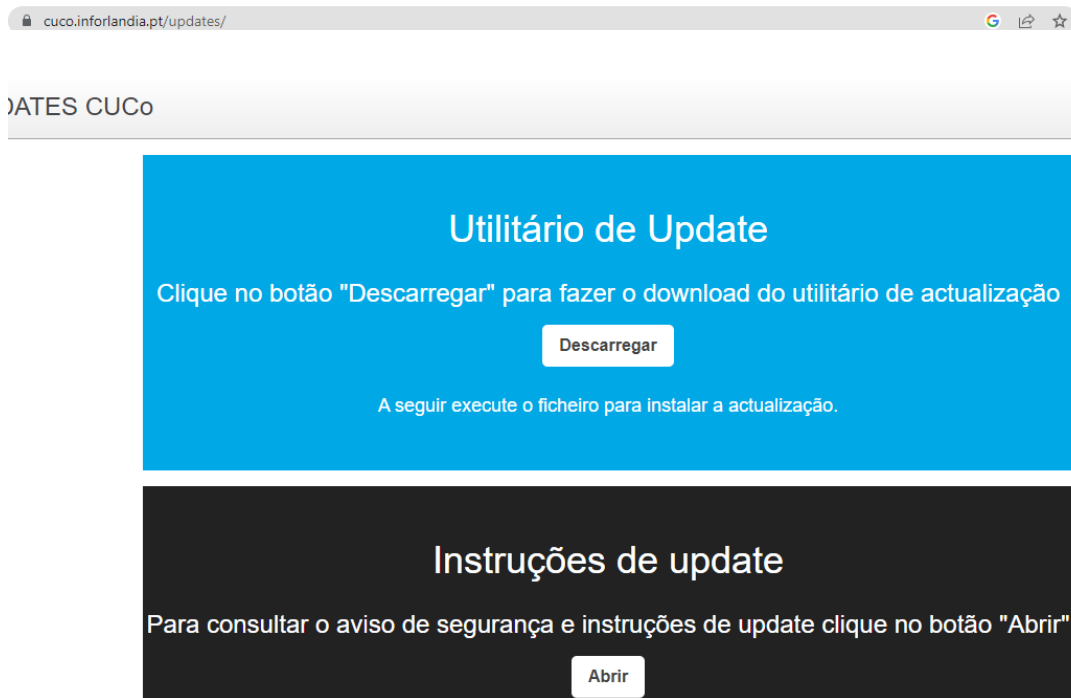 cuco.inforlandia.pt/updates/
DATES CUCo
Utilitário de Update
Clique no botão "Descarregar" para fazer o download do utilitário de actualização
Descarregar
A seguir execute o ficheiro para instalar a actualização.
Instruções de update
Para consultar o aviso de segurança e instruções de update clique no botão "Abrir"
Abrir